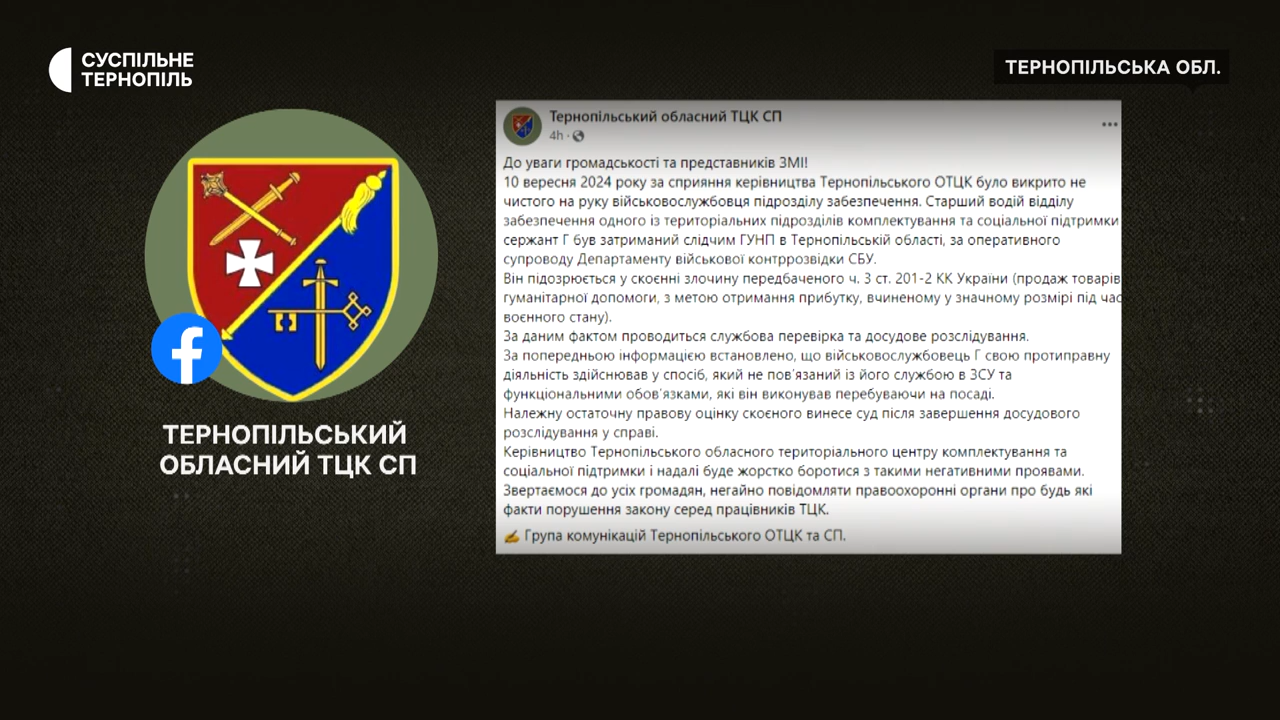 СУСПІЛЬНЕ
ТЕРНОПІЛЬ
ТЕРНОПІЛЬСЬКА ОБЛ.
ТЕРНОПІЛЬСЬКИЙ
ОБЛАСНИЙ ТЦК СП
Тернопільський обласний ТЦК СП
4h ·
До уваги громадськості та представників ЗМІ!
10 вересня 2024 року за сприяння керівництва Тернопільського ОТЦК було викрито не
чистого на руку військовослужбовця підрозділу забезпечення. Старший водій відділу
забезпечення одного із територіальних підрозділів комплектування та соціальної підтримки
сержант Г був затриманий слідчим ГУНП в Тернопільській області, за оперативного
супроводу Департаменту військової контррозвідки СБУ.
Він підозрюється у скоєнні злочину передбаченого ч. 3 ст. 201-2 КК України (продаж товарів
гуманітарної допомоги, з метою отримання прибутку, вчиненому у значному розмірі під час
воєнного стану).
За даним фактом проводиться службова перевірка та досудове розслідування.
За попередньою інформацією встановлено, що військовослужбовець Г свою протиправну
діяльність здійснював у спосіб, який не пов'язаний із його службою в ЗСУ та
функціональними обов'язками, які він виконував перебуваючи на посаді.
Належну остаточну правову оцінку скоєного винесе суд після завершення досудового
розслідування у справі.
Керівництво Тернопільського обласного територіального центру комплектування та
соціальної підтримки і надалі буде жорстко боротися з такими негативними проявами.
Звертаємося до усіх громадян, негайно повідомляти правоохоронні органи про будь які
факти порушення закону серед працівників ТЦК.
✍ Група комунікацій Тернопільського ОТЦК та СП.